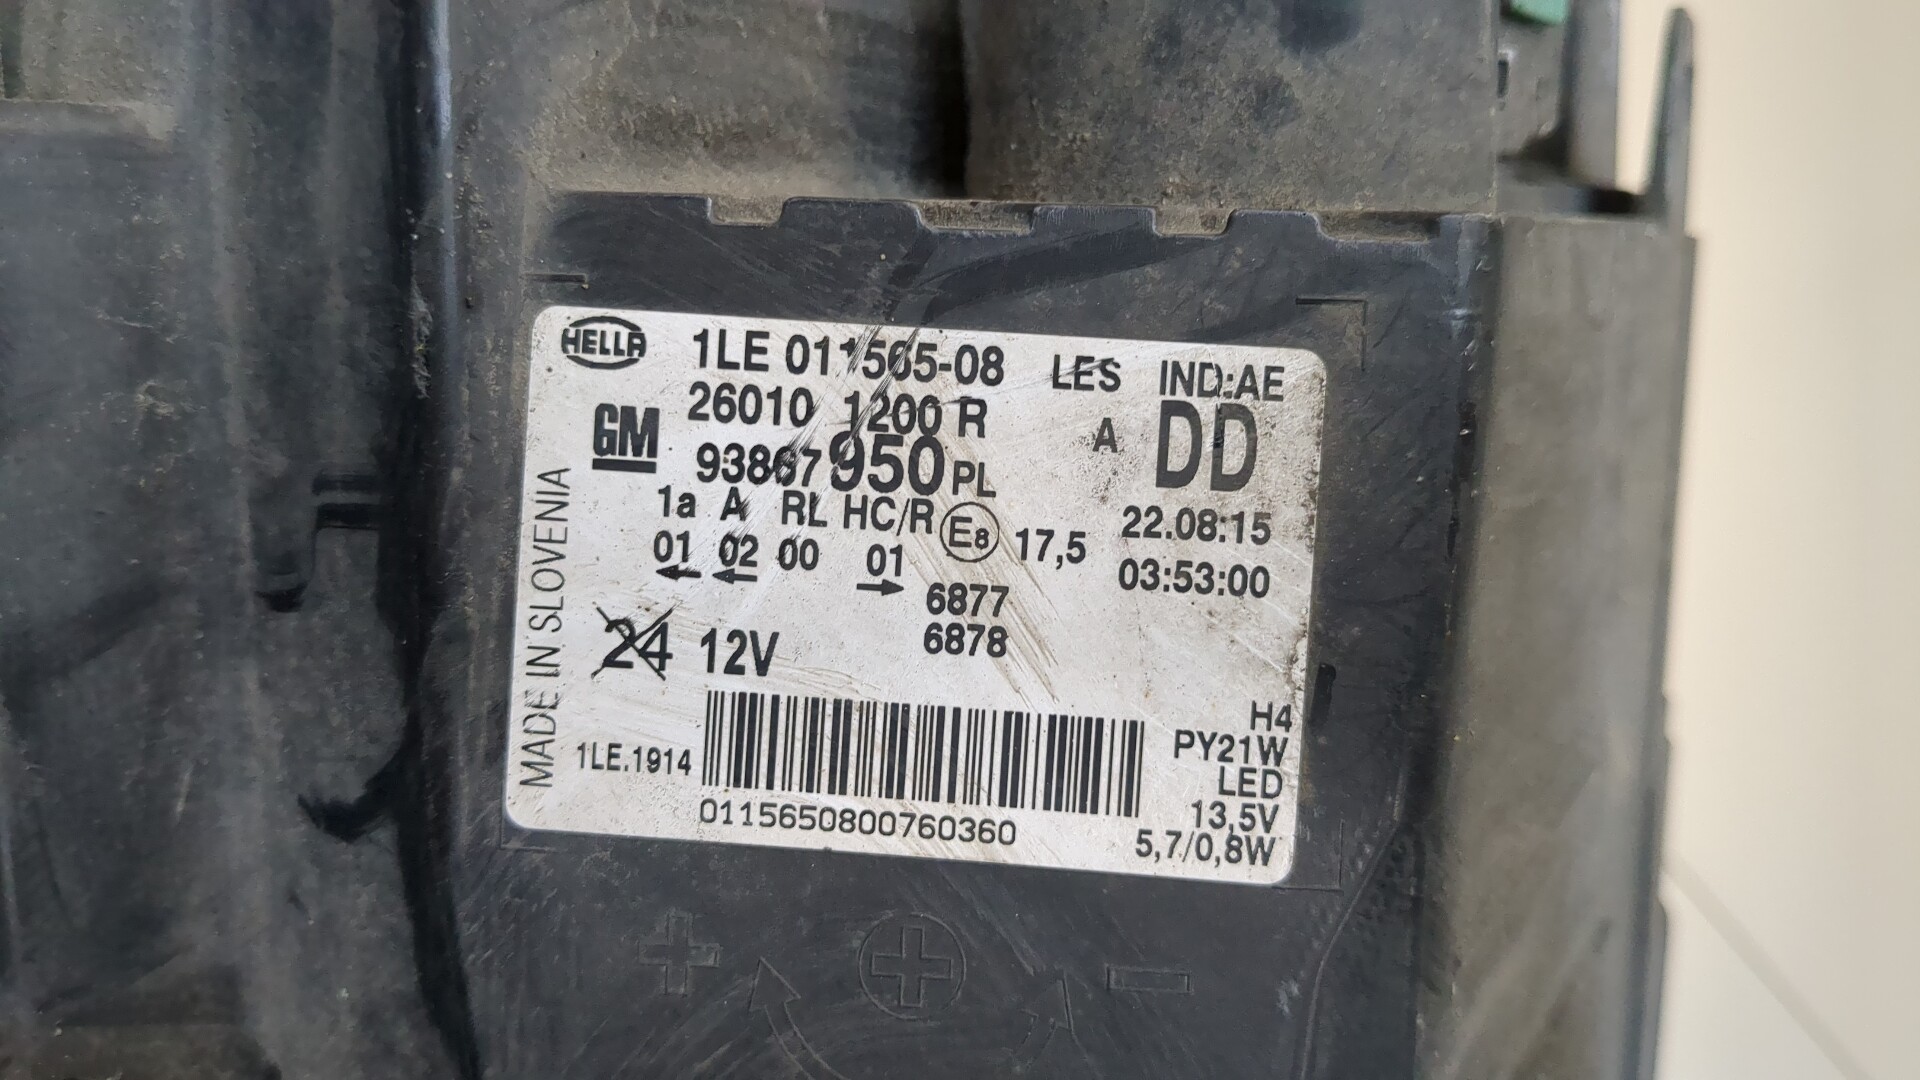 HELLA 1LE 011565-08 LES IND:AE
GM 26010 1200 R A DD
93867950 PL
1a A RL HC/R E8 17,5 22.08:15
01 02 00 01 03:53:00
6877
6878
24 12V
MADE IN SLOVENIA
H4
PY21W
1LE.1914 LED
13,5V
0115650800760360 5,7/0,8W